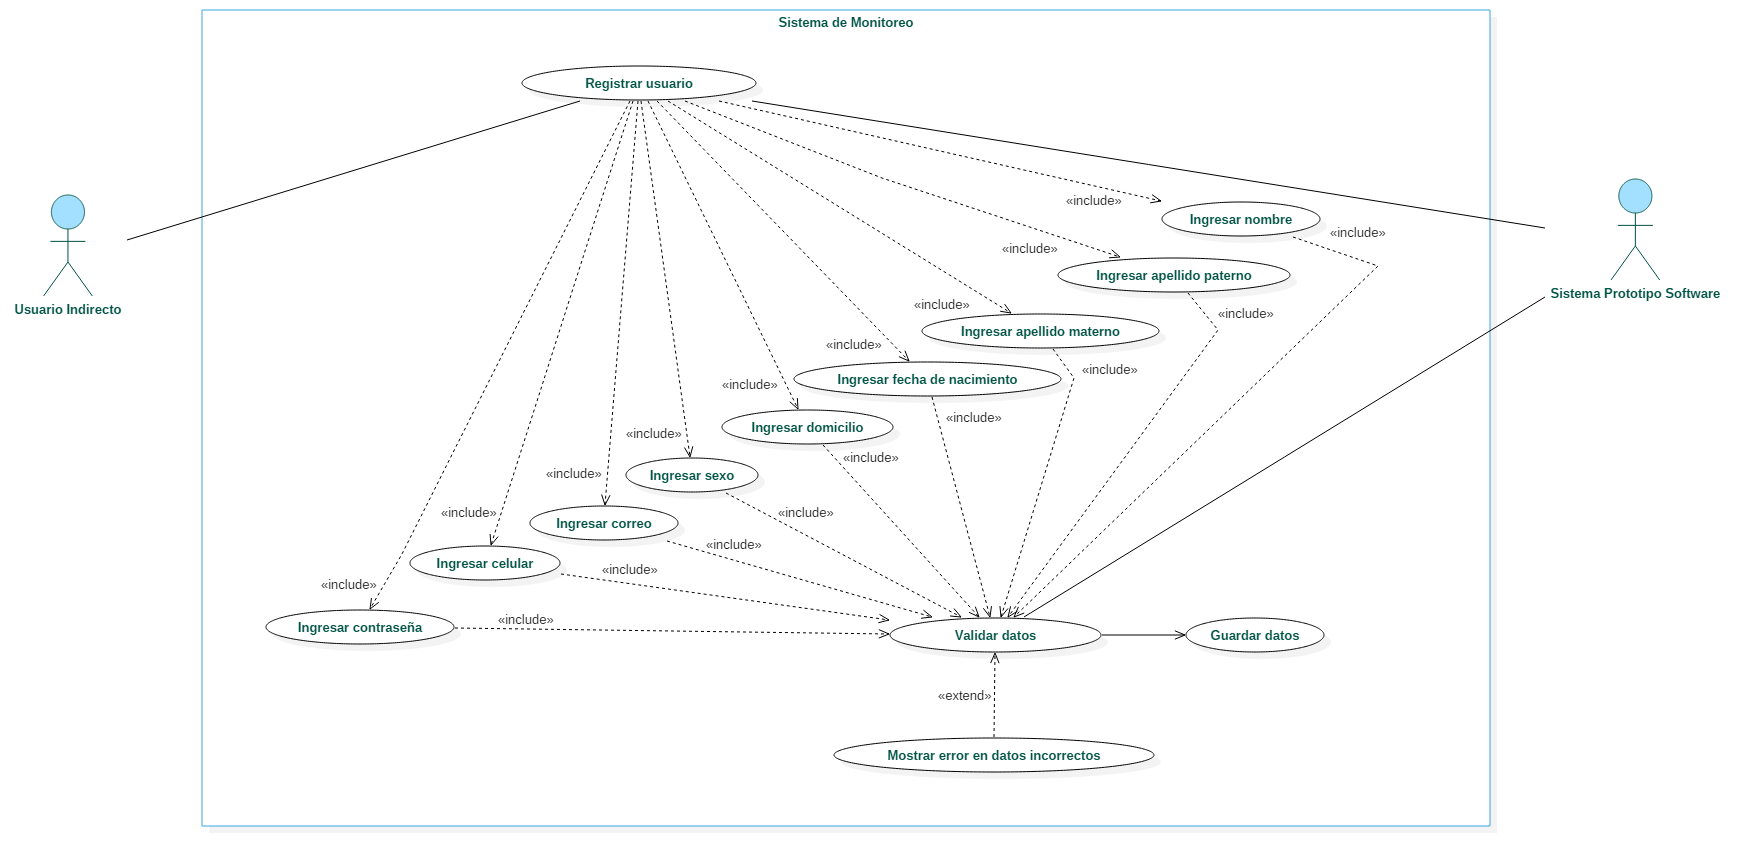 Sistema de Monitoreo
Registrar usuario
«include»
Ingresar nombre
«include»
«include»
Ingresar apellido paterno
Usuario Indirecto
Sistema Prototipo Software
«include»
«include»
Ingresar apellido materno
«include»
«include»
Ingresar fecha de nacimiento
«include»
«include»
Ingresar domicilio
«include»
«include»
Ingresar sexo
«include»
«include»
Ingresar correo
«include»
«include»
Ingresar celular
«include»
«include»
Ingresar contraseña
«include»
Validar datos
Guardar datos
«extend»
Mostrar error en datos incorrectos